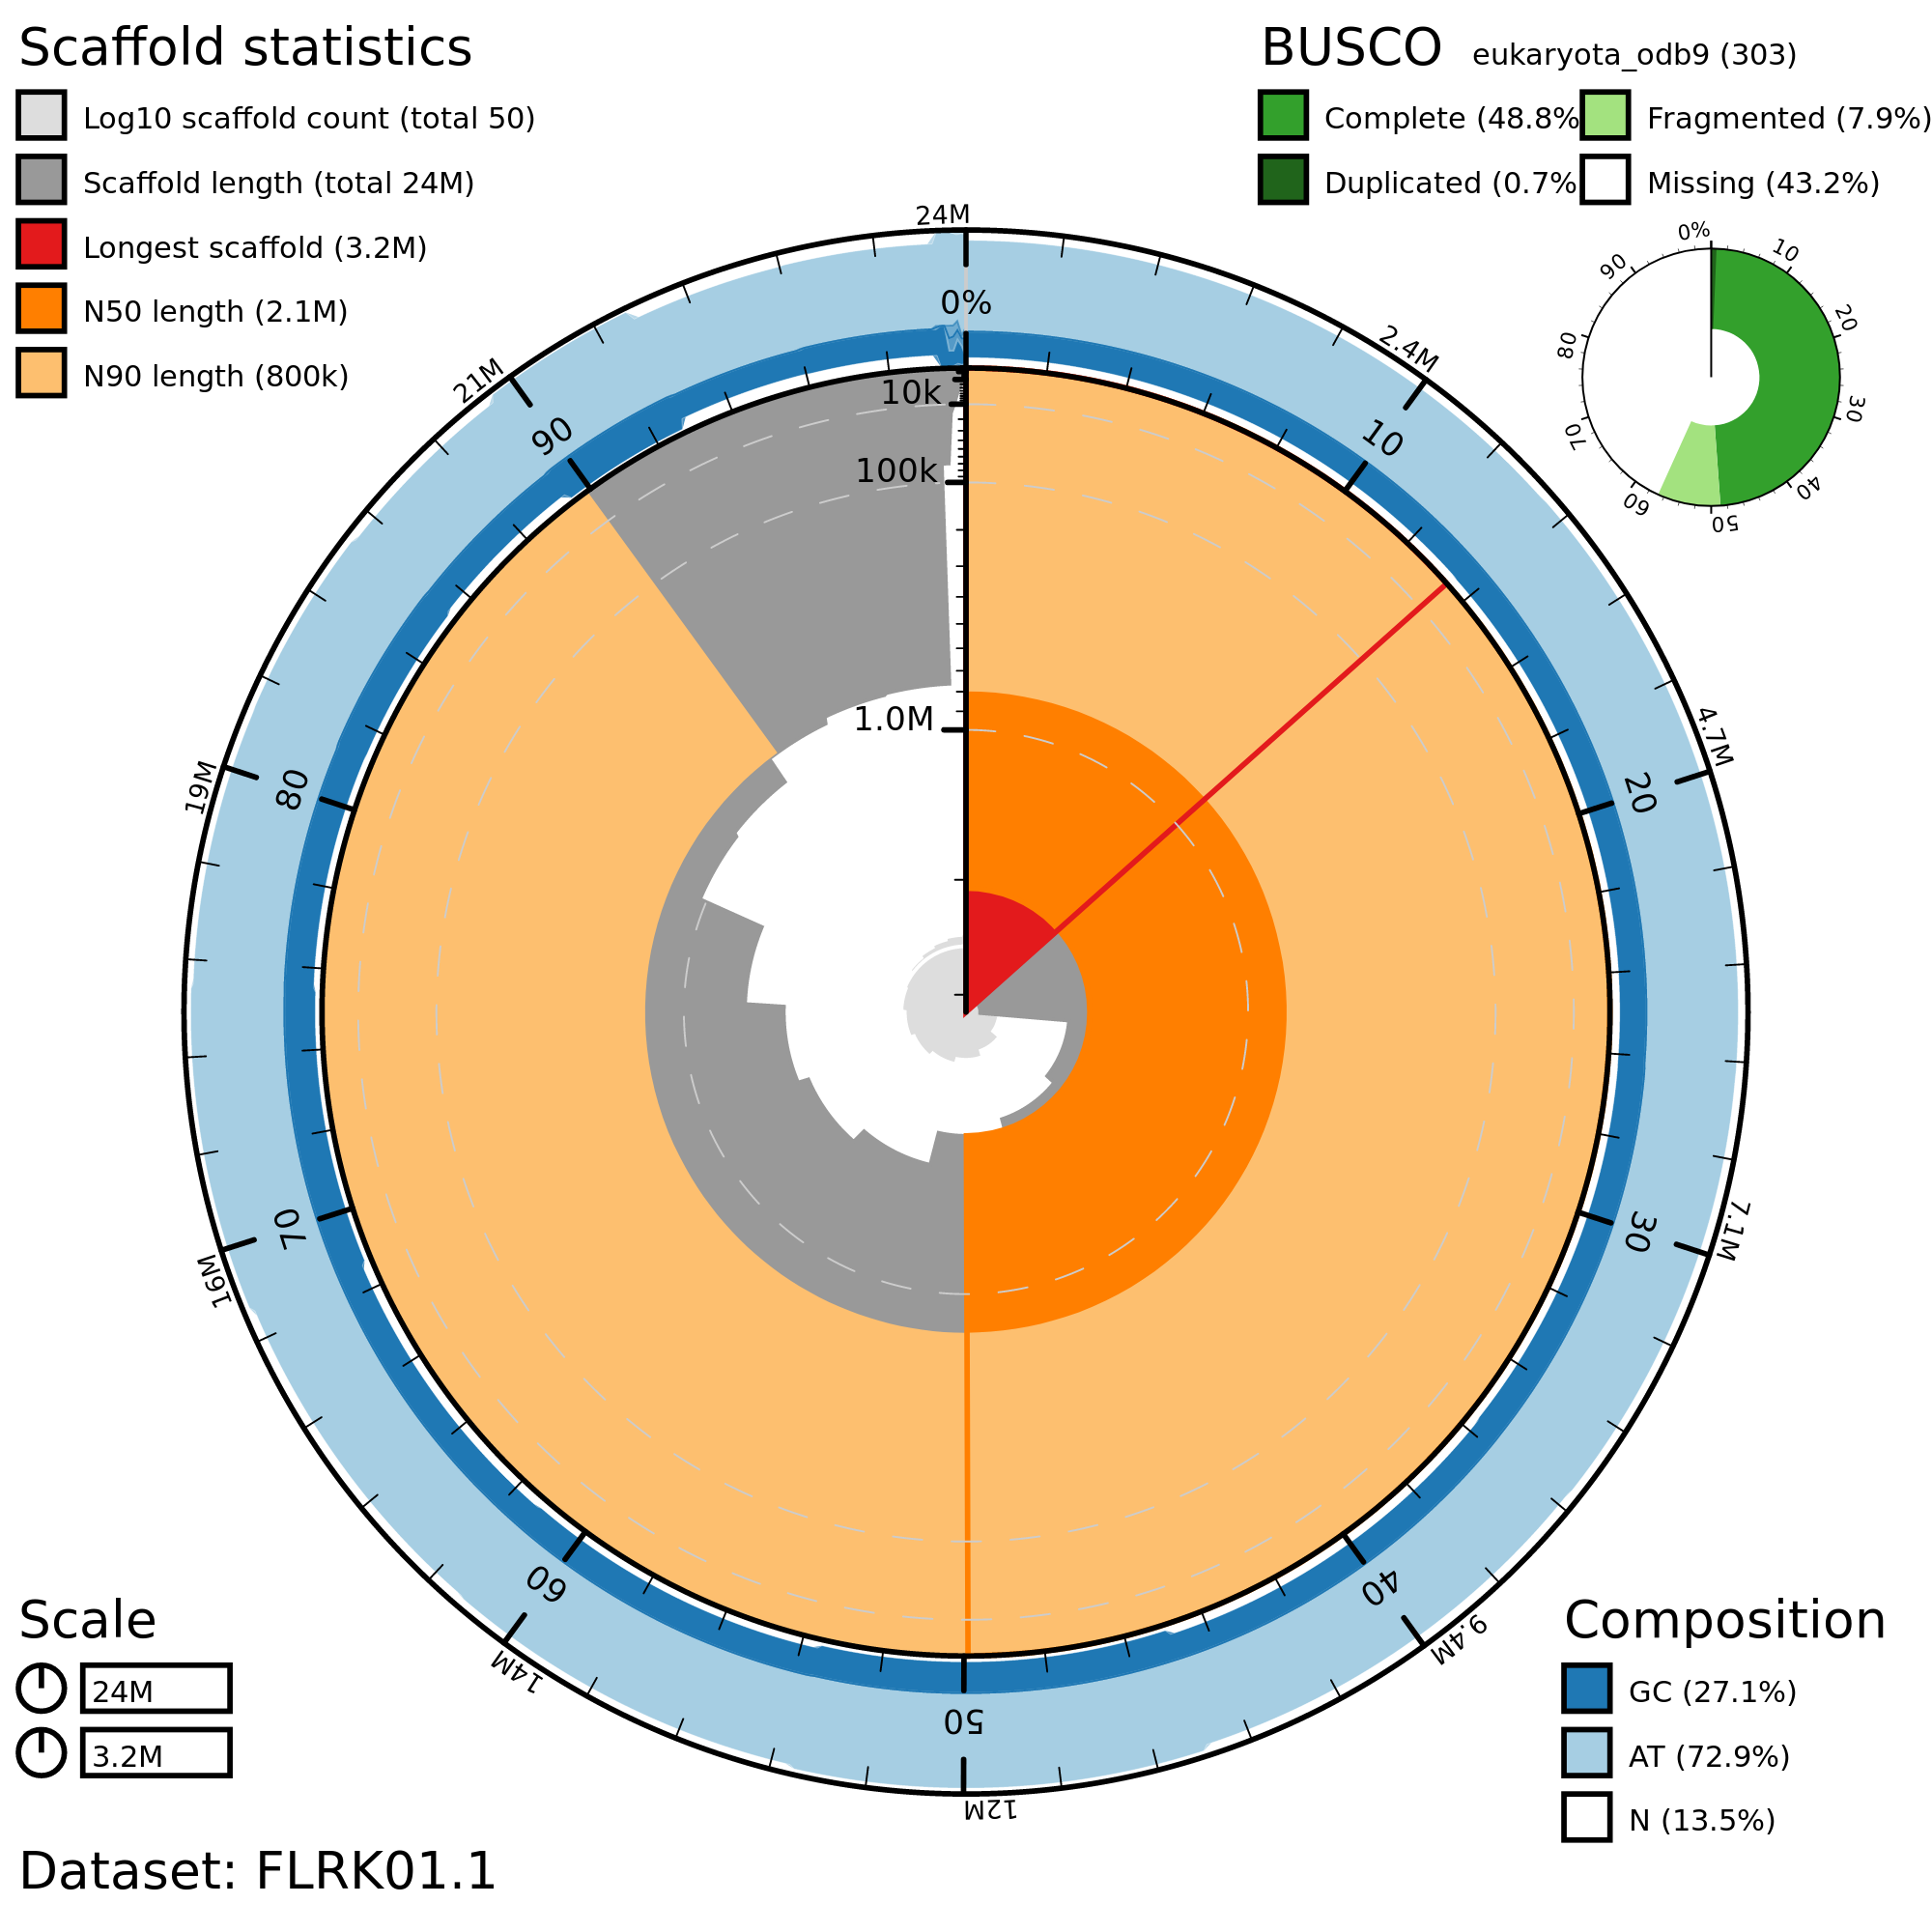 Scaffold statistics
Log10 scaffold count (total 50)
Scaffold length (total 24M)
Longest scaffold (3.2M)
N50 length (2.1M)
N90 length (800k)
BUSCO eukaryota_odb9 (303)
Complete (48.8% Fragmented (7.9%)
Duplicated (0.7% Missing (43.2%)
0%
10
20
30
40
50
60
70
80
90
24M
2.4M
4.7M
7.1M
9.4M
12M
14M
16M
19M
21M
0%
10
20
30
40
50
60
70
80
90
10k
100k
1.0M
Scale
24M
3.2M
Composition
GC (27.1%)
AT (72.9%)
N (13.5%)
Dataset: FLRK01.1